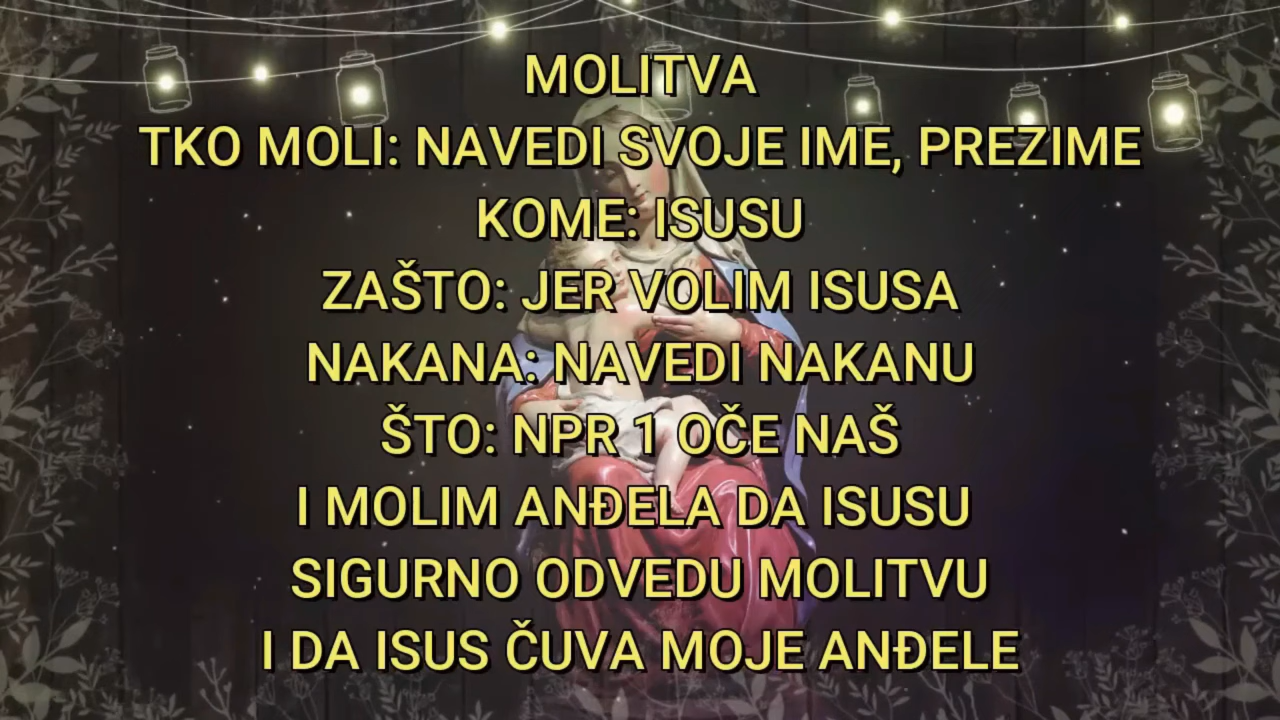 MOLITVA
TKO MOLI: NAVEDI SVOJE IME, PREZIME
KOME: ISUSU
ZAŠTO: JER VOLIM ISUSA
NAKANA: NAVEDI NAKANU
ŠTO: NPR 1 OČE NAŠ
I MOLIM ANĐELA DA ISUSU
SIGURNO ODVEDU MOLITVU
I DA ISUS ČUVA MOJE ANĐELE